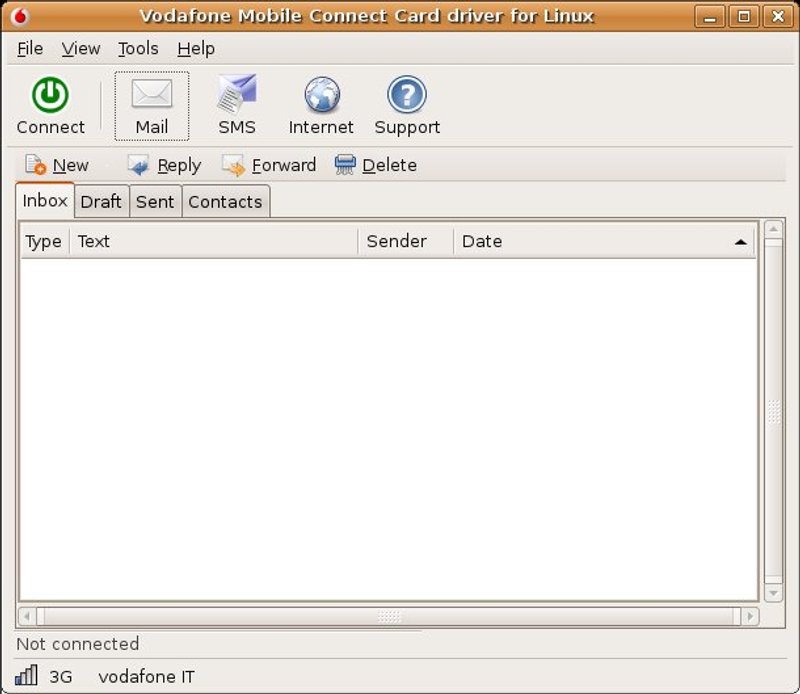 Vodafone Mobile Connect Card driver for Linux
File View Tools Help
Connect Mail SMS Internet Support
New Reply Forward Delete
Inbox Draft Sent Contacts
Type Text Sender Date
Not connected
3G vodafone IT